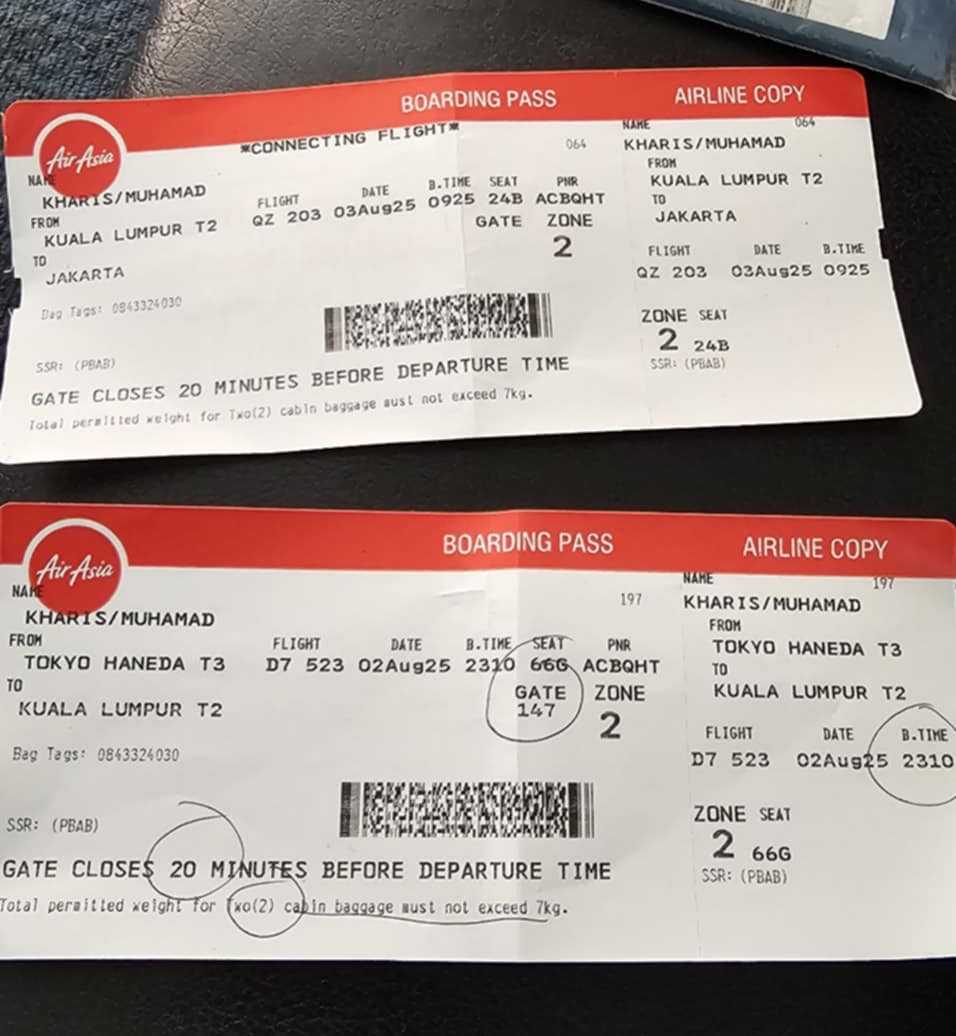 BOARDING PASS
AIRLINE COPY
AirAsia
*CONNECTING FLIGHT*
064
NAME
KHARIS/MUHAMAD
FROM
KUALA LUMPUR T2
TO
JAKARTA
FLIGHT DATE B.TIME SEAT PNR
QZ 203 03Aug25 0925 24B ACBQHT
GATE ZONE
2
Bag Tags: 0843324030
SSR: (PBAB)
GATE CLOSES 20 MINUTES BEFORE DEPARTURE TIME
Total permitted weight for Two(2) cabin baggage must not exceed 7kg.
NAME 064
KHARIS/MUHAMAD
FROM
KUALA LUMPUR T2
TO
JAKARTA
FLIGHT DATE B.TIME
QZ 203 03Aug25 0925
ZONE SEAT
2 24B
SSR: (PBAB)
BOARDING PASS
AIRLINE COPY
AirAsia
197
NAME
KHARIS/MUHAMAD
FROM
TOKYO HANEDA T3
TO
KUALA LUMPUR T2
FLIGHT DATE B.TIME SEAT PNR
D7 523 02Aug25 2310 66G ACBQHT
GATE ZONE
147 2
Bag Tags: 0843324030
SSR: (PBAB)
GATE CLOSES 20 MINUTES BEFORE DEPARTURE TIME
Total permitted weight for Two(2) cabin baggage must not exceed 7kg.
NAME 197
KHARIS/MUHAMAD
FROM
TOKYO HANEDA T3
TO
KUALA LUMPUR T2
FLIGHT DATE B.TIME
D7 523 02Aug25 2310
ZONE SEAT
2 66G
SSR: (PBAB)